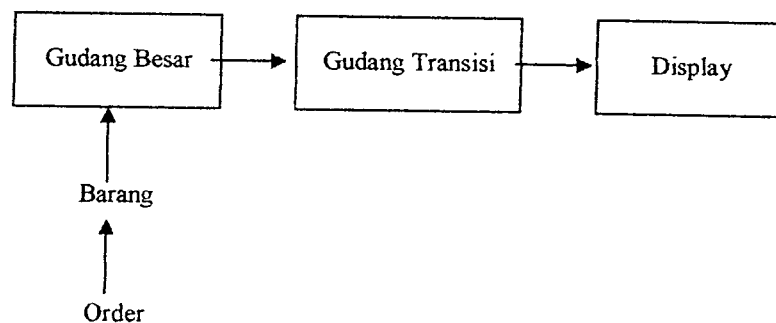 Gudang Besar
Gudang Transisi
Display
Barang
Order